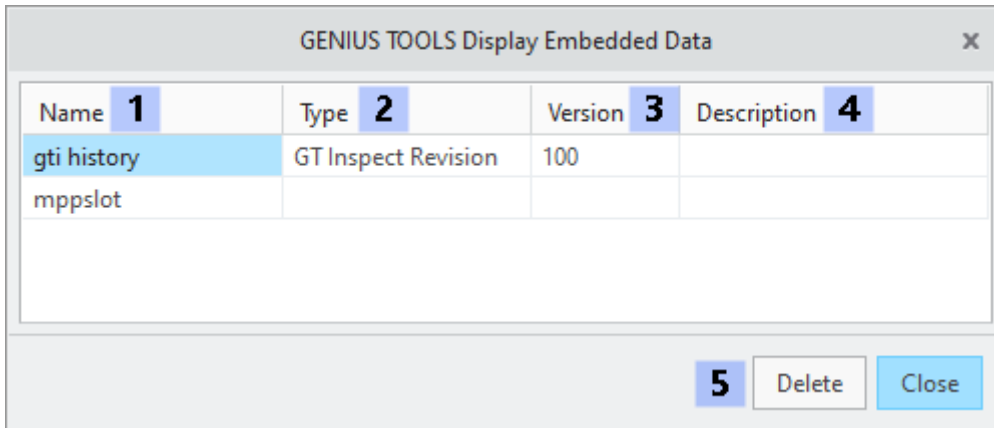 GENIUS TOOLS Display Embedded Data x
Name 1 Type 2 Version 3 Description 4
gti history GT Inspect Revision 100
mppslot
5 Delete Close